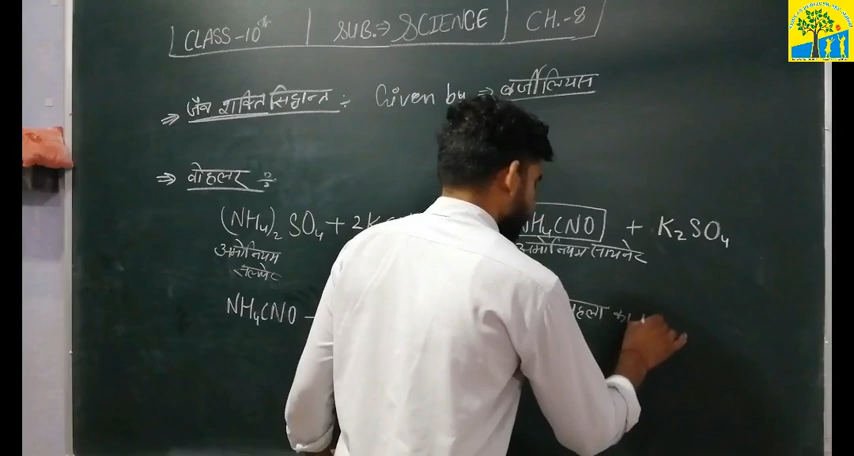 CLASS-10th | SUB.⇒ SCIENCE | CH.-8
⇒ जैव शक्ति सिद्धान्त ÷ Given by ⇒ बर्जीलियस
⇒ वोहलर ÷
(NH4)2 SO4 + 2K NH4CNO + K2SO4
अमोनियम अमोनियम सायनेट
सल्फेट
NH4CNO